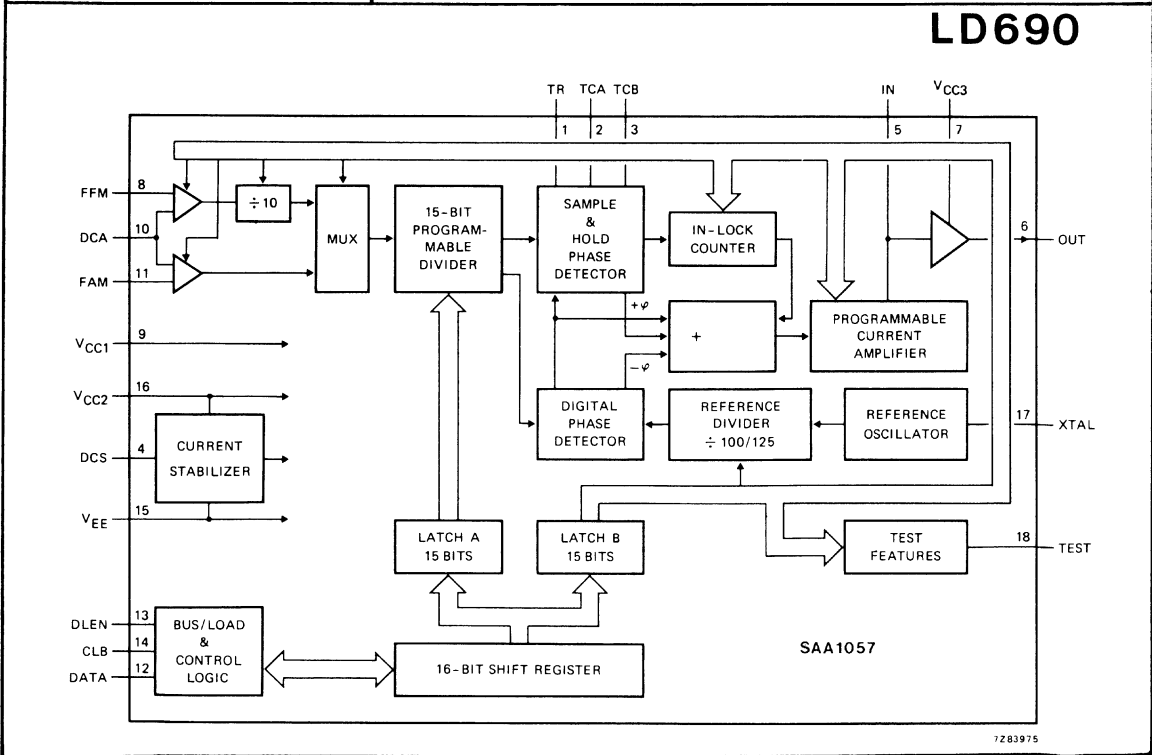 LD690
TR TCA TCB IN VCC3
1 2 3 5 7
FFM 8
÷10
DCA 10
FAM 11
MUX
15-BIT
PROGRAM-
MABLE
DIVIDER
SAMPLE
&
HOLD
PHASE
DETECTOR
IN-LOCK
COUNTER
6 OUT
+φ
+
−φ
PROGRAMMABLE
CURRENT
AMPLIFIER
VCC1 9
VCC2 16
DCS 4
CURRENT
STABILIZER
VEE 15
DIGITAL
PHASE
DETECTOR
REFERENCE
DIVIDER
÷ 100/125
REFERENCE
OSCILLATOR
17 XTAL
LATCH A
15 BITS
LATCH B
15 BITS
TEST
FEATURES
18 TEST
DLEN 13
CLB 14
DATA 12
BUS/LOAD
&
CONTROL
LOGIC
16-BIT SHIFT REGISTER
SAA1057
7Z83975